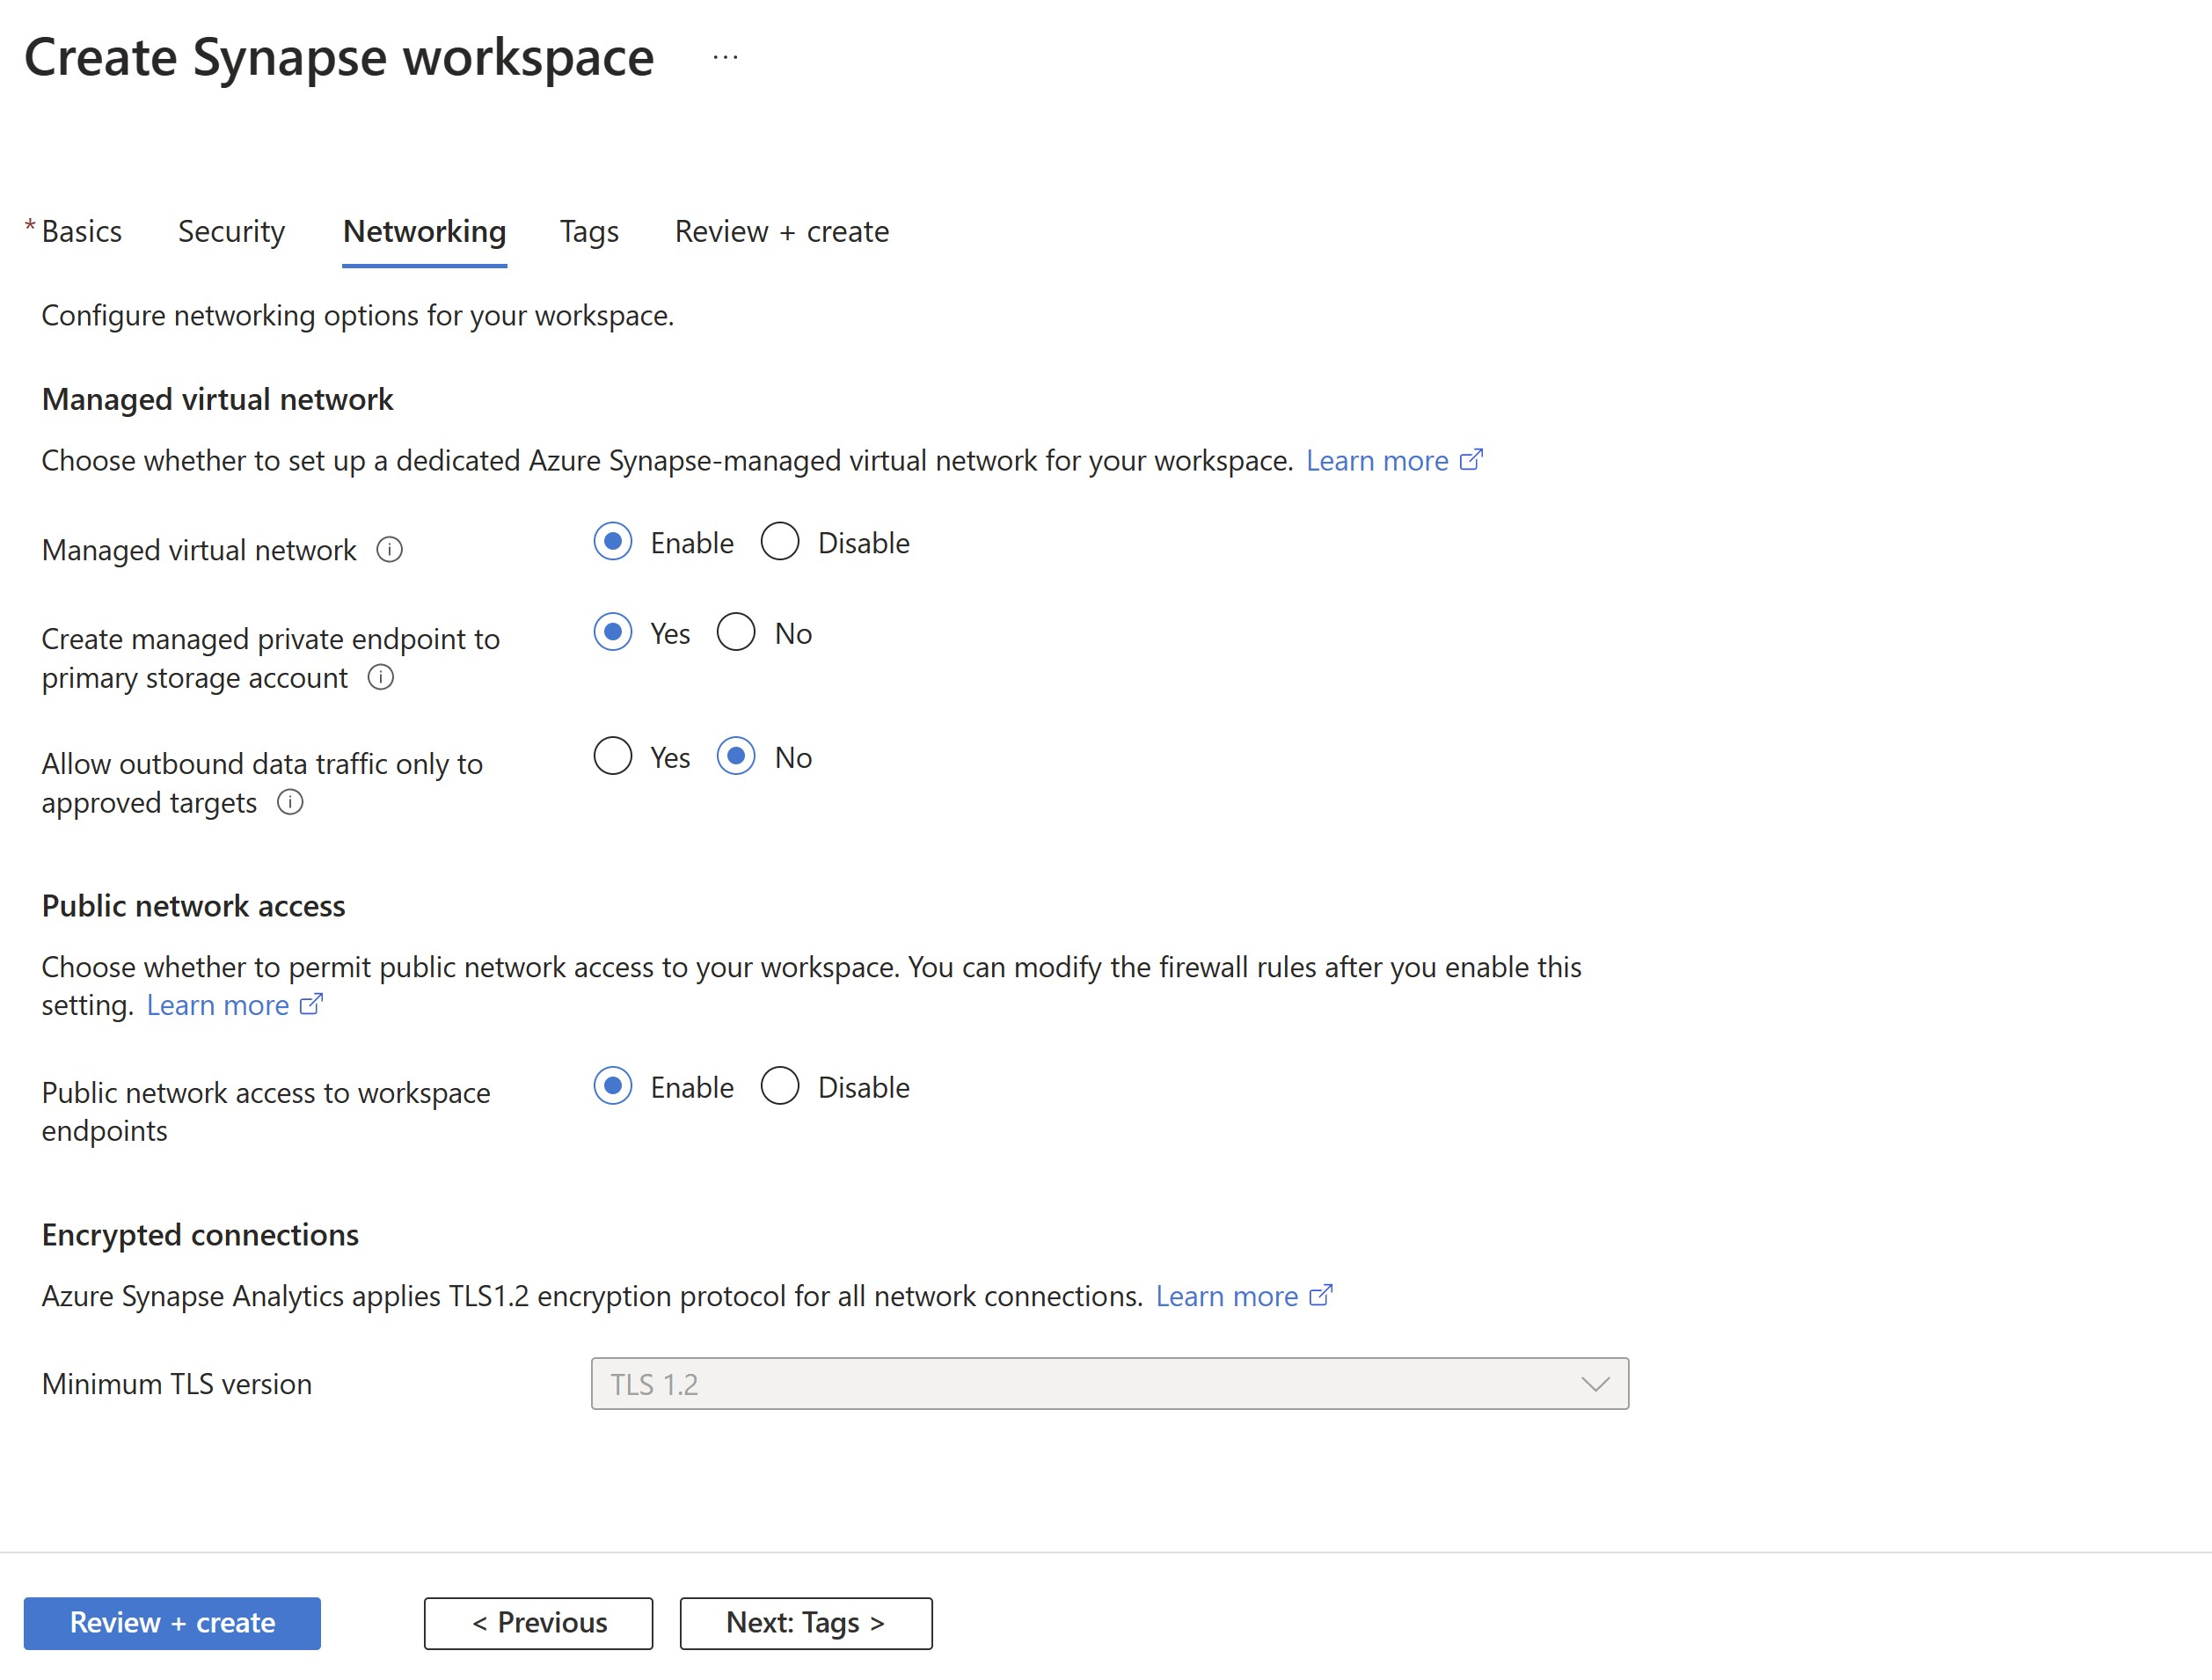 Create Synapse workspace ...
* Basics Security Networking Tags Review + create
Configure networking options for your workspace.
Managed virtual network
Choose whether to set up a dedicated Azure Synapse-managed virtual network for your workspace. Learn more
Managed virtual network Enable Disable
Create managed private endpoint to
primary storage account
Yes No
Allow outbound data traffic only to
approved targets
Yes No
Public network access
Choose whether to permit public network access to your workspace. You can modify the firewall rules after you enable this
setting. Learn more
Public network access to workspace
endpoints
Enable Disable
Encrypted connections
Azure Synapse Analytics applies TLS1.2 encryption protocol for all network connections. Learn more
Minimum TLS version TLS 1.2
Review + create < Previous Next: Tags >